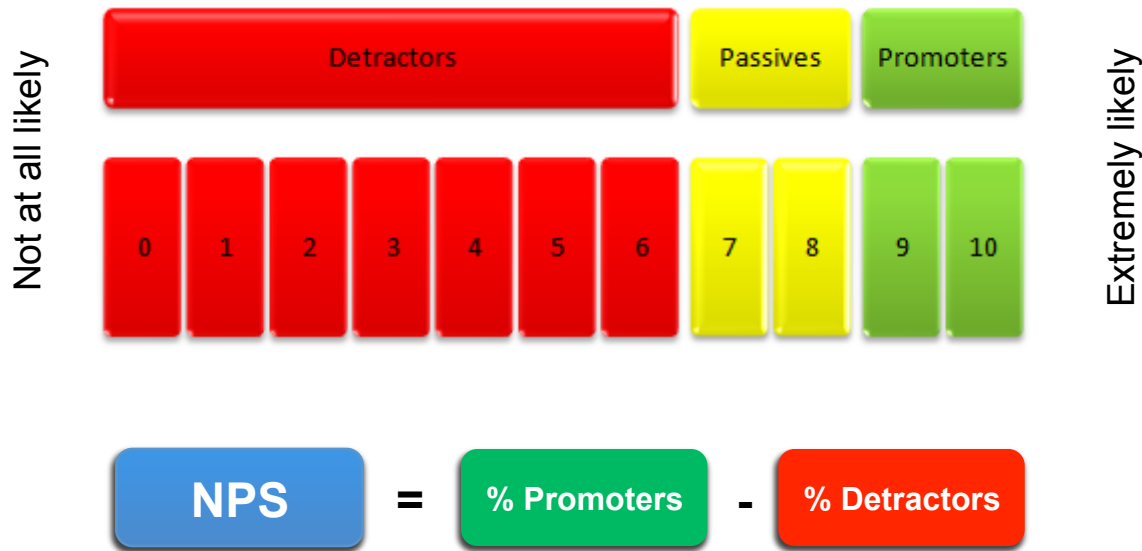 Not at all likely
Detractors Passives Promoters
Extremely likely
0 1 2 3 4 5 6 7 8 9 10
NPS = % Promoters - % Detractors